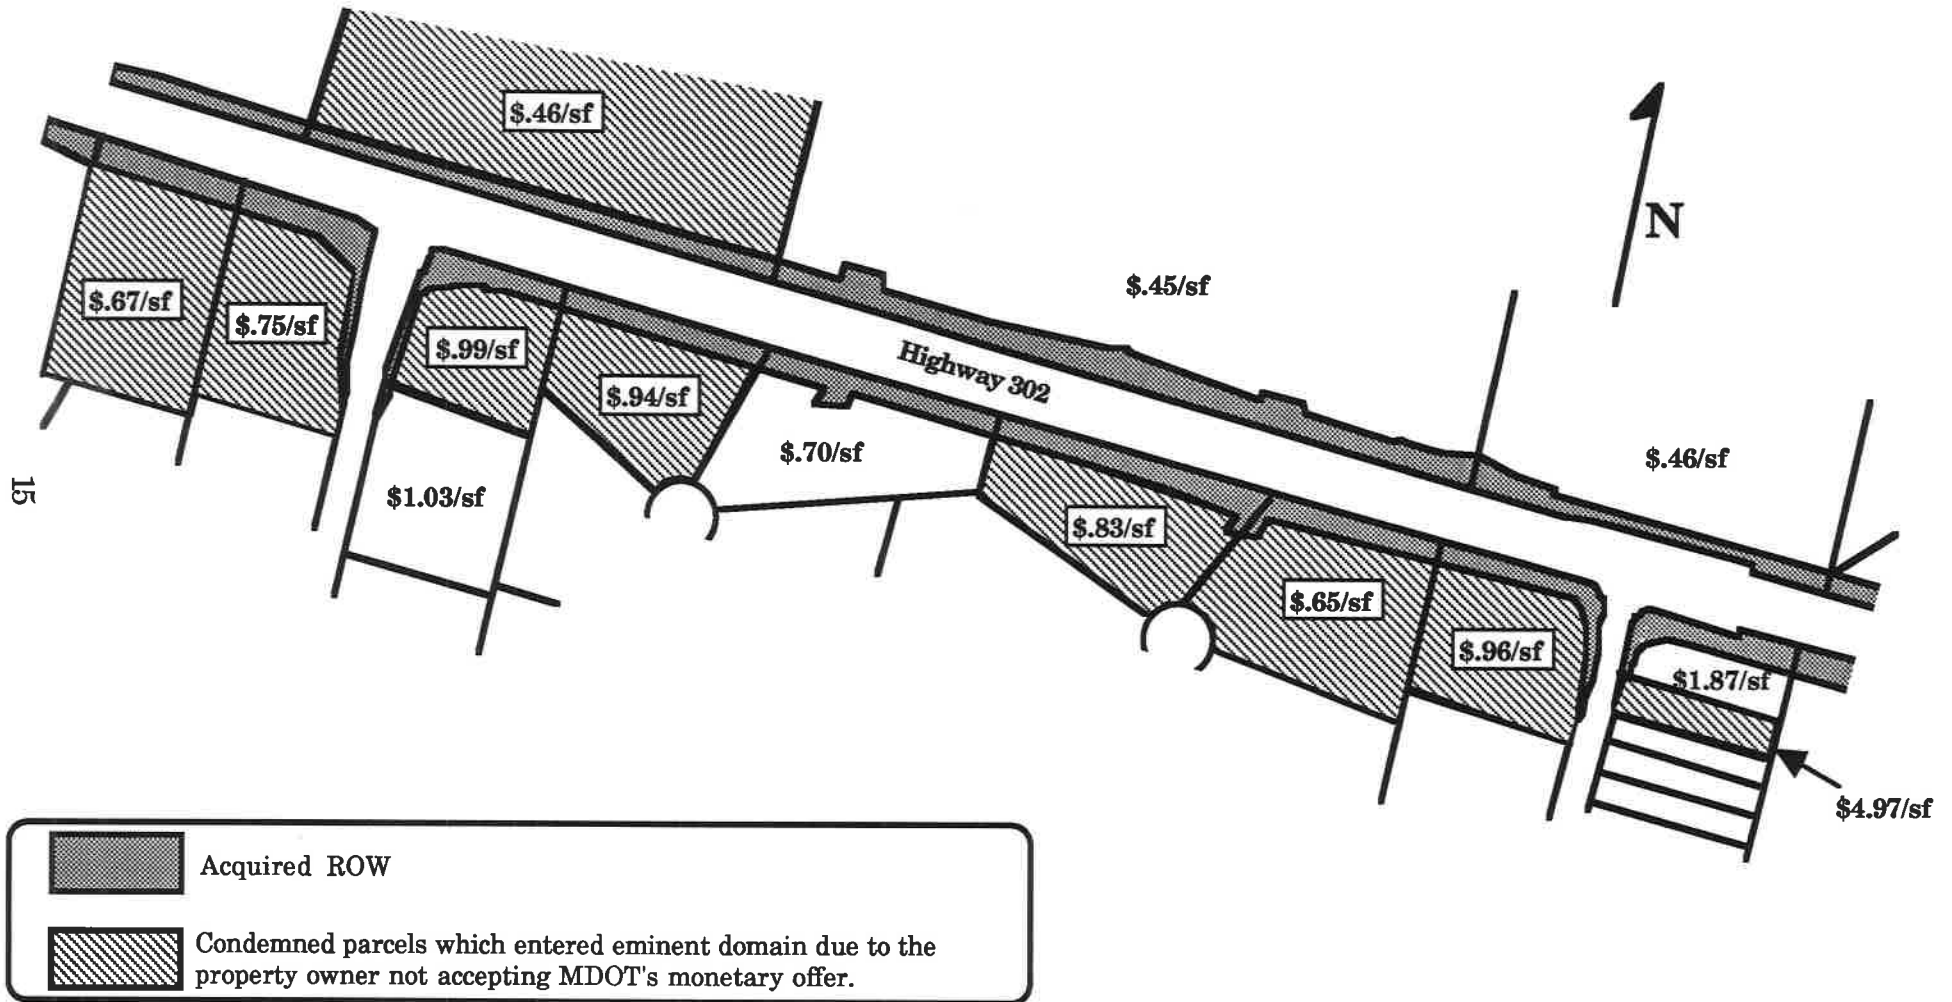 $.46/sf
$.45/sf
N
$.67/sf
$.75/sf
$.99/sf
$.94/sf
Highway 302
$.70/sf
$.46/sf
15
$1.03/sf
$.83/sf
$.65/sf
$.96/sf
$1.87/sf
$4.97/sf
Acquired ROW
Condemned parcels which entered eminent domain due to the
property owner not accepting MDOT's monetary offer.